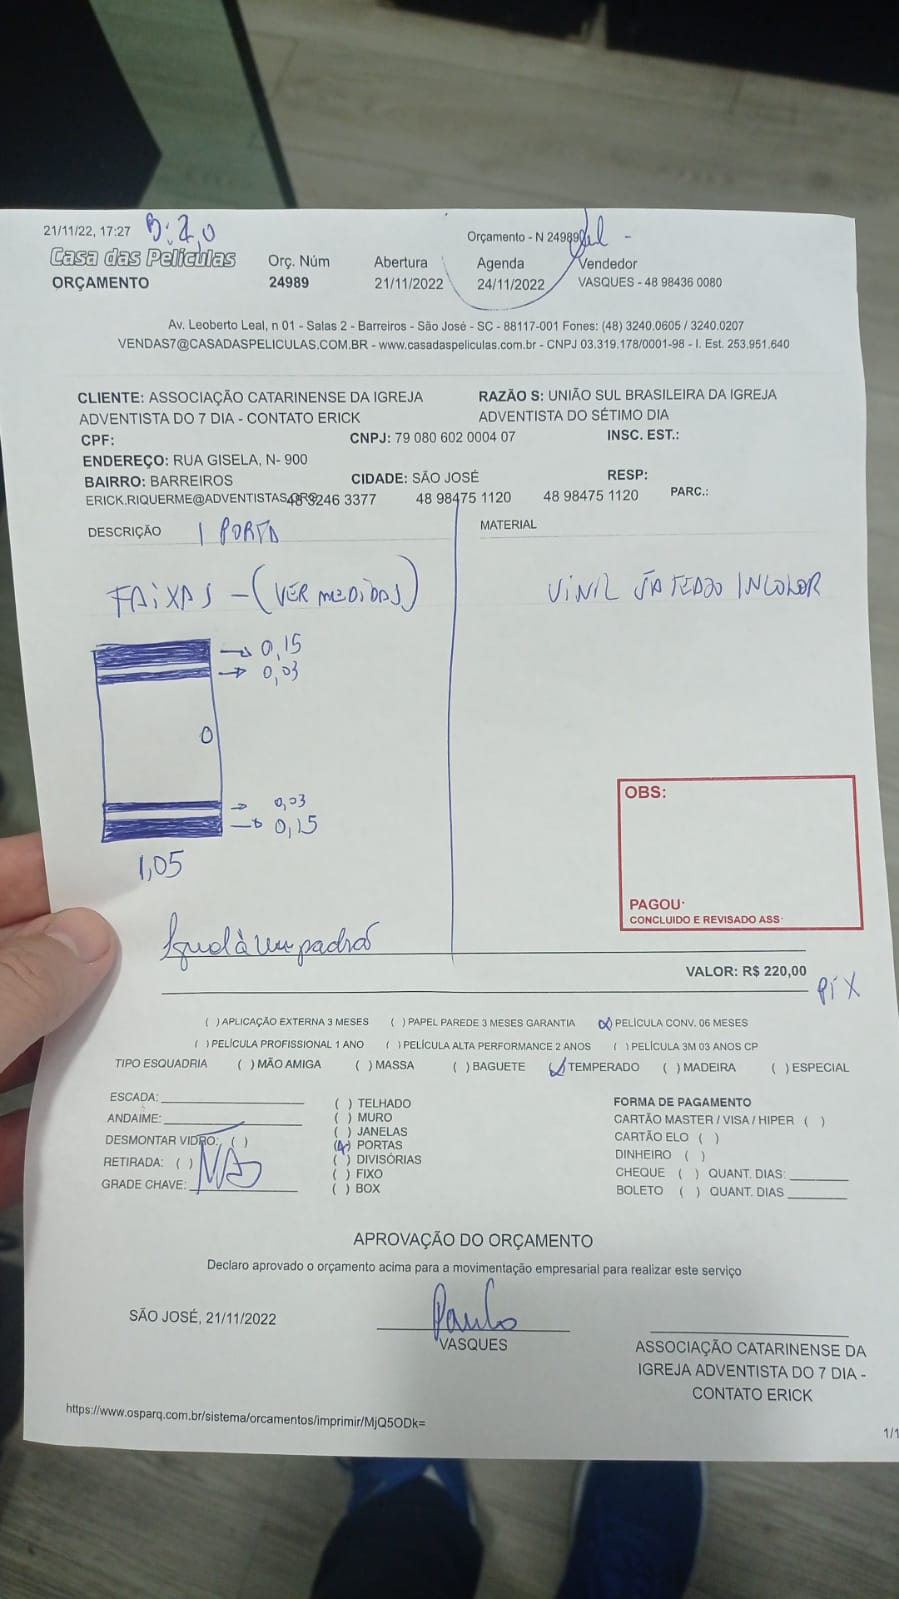 21/11/22, 17:27
Orçamento - N 24989
Casa das Películas
ORÇAMENTO
Orç. Núm
24989
Abertura
21/11/2022
Agenda
24/11/2022
Vendedor
VASQUES - 48 98436 0080
Av. Leoberto Leal, n 01 - Salas 2 - Barreiros - São José - SC - 88117-001 Fones: (48) 3240.0605 / 3240.0207
VENDAS7@CASADASPELICULAS.COM.BR - www.casadaspeliculas.com.br - CNPJ 03.319.178/0001-98 - I. Est. 253.951.640
CLIENTE: ASSOCIAÇÃO CATARINENSE DA IGREJA
ADVENTISTA DO 7 DIA - CONTATO ERICK
RAZÃO S: UNIÃO SUL BRASILEIRA DA IGREJA
ADVENTISTA DO SÉTIMO DIA
CPF:
CNPJ: 79 080 602 0004 07
INSC. EST.:
ENDEREÇO: RUA GISELA, N- 900
BAIRRO: BARREIROS
CIDADE: SÃO JOSÉ
RESP:
ERICK.RIQUERME@ADVENTISTAS.ORG
48 3246 3377
48 98475 1120
48 98475 1120
PARC.:
DESCRIÇÃO
1 PORTA
MATERIAL
FAIXAS - (VER MEDIDAS)
VINIL JATEADO INCOLOR
0,15
0,03
0,03
0,15
1,05
padrão
OBS:
PAGOU:
CONCLUIDO E REVISADO ASS:
VALOR: R$ 220,00
PIX
( ) APLICAÇÃO EXTERNA 3 MESES ( ) PAPEL PAREDE 3 MESES GARANTIA (X) PELÍCULA CONV. 06 MESES
( ) PELÍCULA PROFISSIONAL 1 ANO ( ) PELÍCULA ALTA PERFORMANCE 2 ANOS ( ) PELÍCULA 3M 03 ANOS CP
TIPO ESQUADRIA ( ) MÃO AMIGA ( ) MASSA ( ) BAGUETE (✓) TEMPERADO ( ) MADEIRA ( ) ESPECIAL
ESCADA:
ANDAIME:
DESMONTAR VIDRO: ( )
RETIRADA: ( )
GRADE CHAVE:
( ) TELHADO
( ) MURO
( ) JANELAS
(X) PORTAS
( ) DIVISÓRIAS
( ) FIXO
( ) BOX
FORMA DE PAGAMENTO
CARTÃO MASTER / VISA / HIPER ( )
CARTÃO ELO ( )
DINHEIRO ( )
CHEQUE ( ) QUANT. DIAS:
BOLETO ( ) QUANT. DIAS
APROVAÇÃO DO ORÇAMENTO
Declaro aprovado o orçamento acima para a movimentação empresarial para realizar este serviço
SÃO JOSÉ, 21/11/2022
Paulo
VASQUES
ASSOCIAÇÃO CATARINENSE DA
IGREJA ADVENTISTA DO 7 DIA -
CONTATO ERICK
https://www.osparq.com.br/sistema/orcamentos/imprimir/MjQ5ODk=
1/1